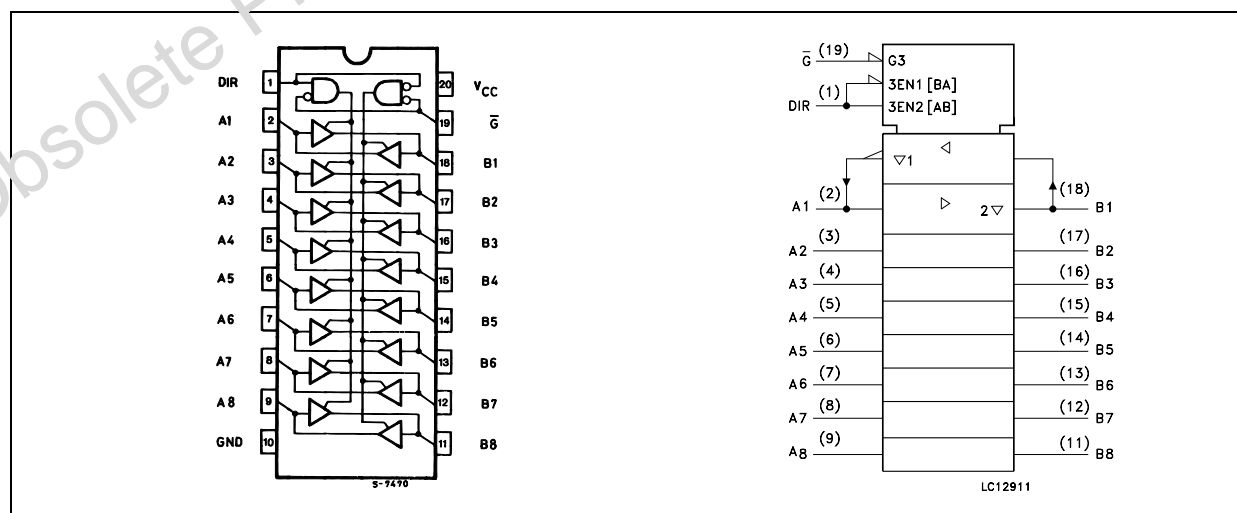 obsolete
DIR 1 20 VCC
A1 2 19 G̅
A2 3 18 B1
A3 4 17 B2
A4 5 16 B3
A5 6 15 B4
A6 7 14 B5
A7 8 13 B6
A8 9 12 B7
GND 10 11 B8
S-7470
G̅ (19) G3
3EN1 [BA]
DIR (1) 3EN2 [AB]
▽1 ◁
A1 (2) ▷ 2▽ (18) B1
A3 (3) (17) B2
A3 (4) (16) B3
A4 (5) (15) B4
A5 (6) (14) B5
A6 (7) (13) B6
A7 (8) (12) B7
A8 (9) (11) B8
LC12911